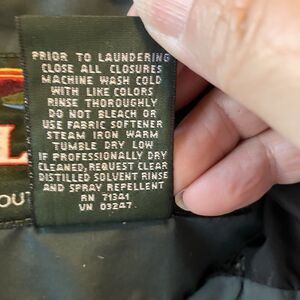 PRIOR TO LAUNDERING
CLOSE ALL CLOSURES
MACHINE WASH COLD
WITH LIKE COLORS
RINSE THOROUGHLY
DO NOT BLEACH OR
USE FABRIC SOFTENER
STEAM IRON WARM
TUMBLE DRY LOW
IF PROFESSIONALLY DRY
CLEANED, REQUEST CLEAR
DISTILLED SOLVENT RINSE
AND SPRAY REPELLENT
RN 71341
VN 03247
L
OUT